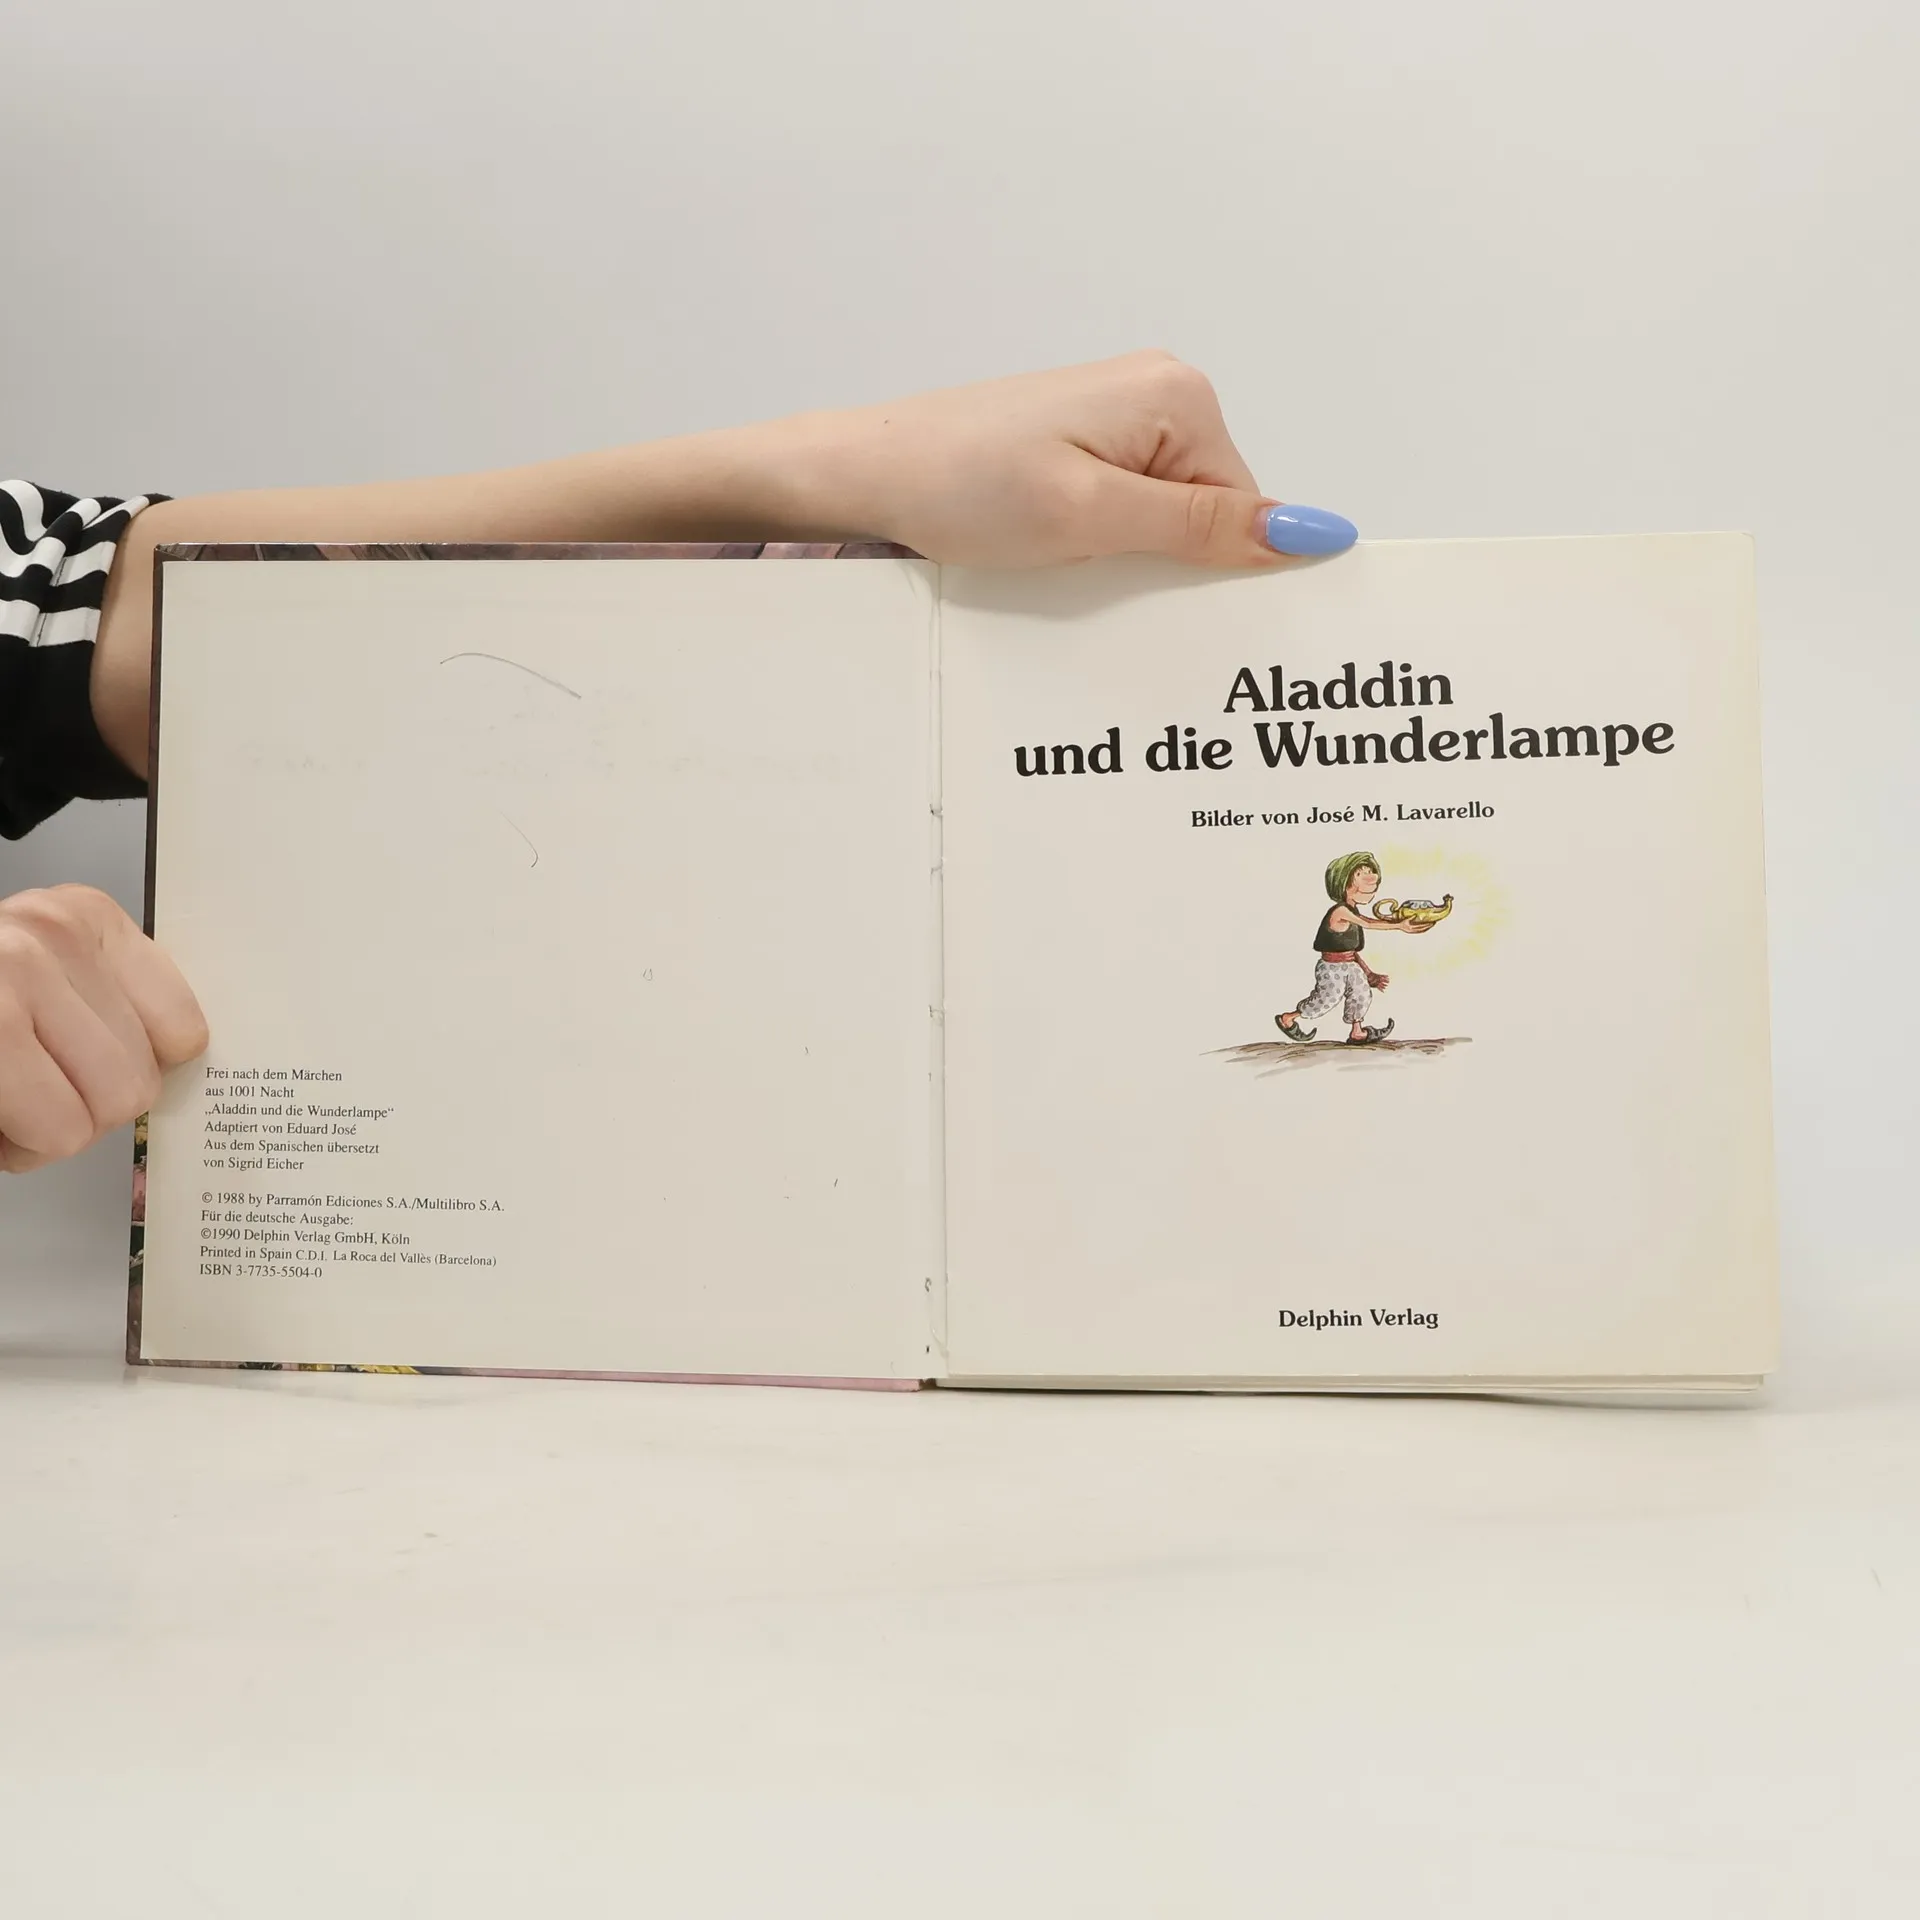 Frei nach dem Märchen
aus 1001 Nacht
„Aladdin und die Wunderlampe“
Adaptiert von Eduard José
Aus dem Spanischen übersetzt
von Sigrid Eicher
© 1988 by Parramón Ediciones S.A./Multilibro S.A.
Für die deutsche Ausgabe:
©1990 Delphin Verlag GmbH, Köln
Printed in Spain C.D.I. La Roca del Vallès (Barcelona)
ISBN 3-7735-5504-0
Aladdin
und die Wunderlampe
Bilder von José M. Lavarello
Delphin Verlag